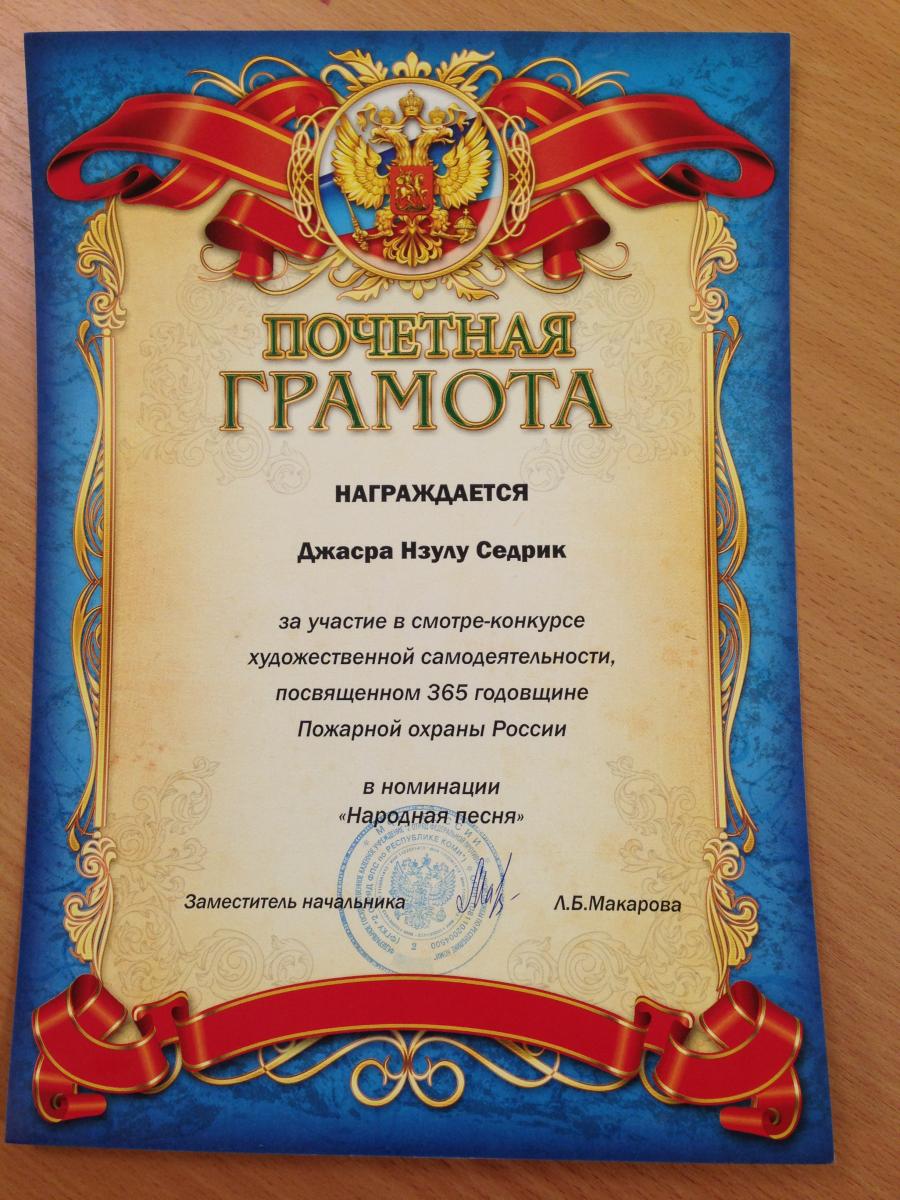 ПОЧЕТНАЯ
ГРАМОТА
НАГРАЖДАЕТСЯ
Джасра Нзулу Седрик
за участие в смотре-конкурсе
художественной самодеятельности,
посвященном 365 годовщине
Пожарной охраны России
в номинации
«Народная песня»
Заместитель начальника
Л.Б.Макарова